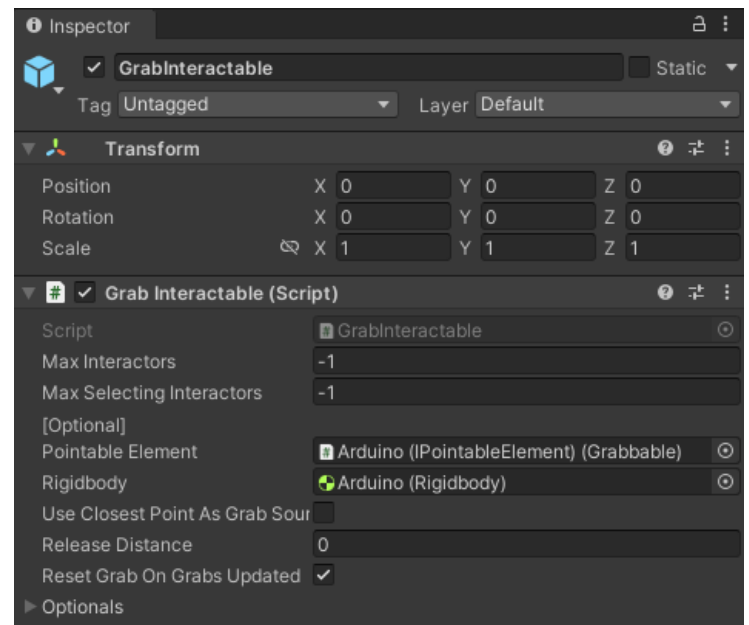 Inspector
GrabInteractable
Static
Tag Untagged Layer Default
Transform
Position X 0 Y 0 Z 0
Rotation X 0 Y 0 Z 0
Scale X 1 Y 1 Z 1
# Grab Interactable (Script)
Script # GrabInteractable
Max Interactors -1
Max Selecting Interactors -1
[Optional]
Pointable Element # Arduino (IPointableElement) (Grabbable)
Rigidbody Arduino (Rigidbody)
Use Closest Point As Grab Sour
Release Distance 0
Reset Grab On Grabs Updated
Optionals